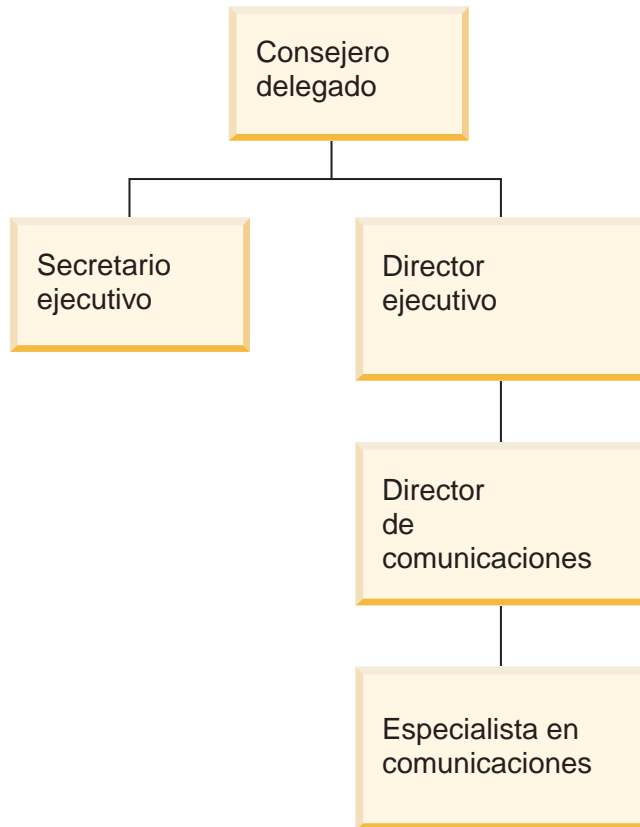 Consejero
delegado
Secretario
ejecutivo
Director
ejecutivo
Director
de
comunicaciones
Especialista en
comunicaciones